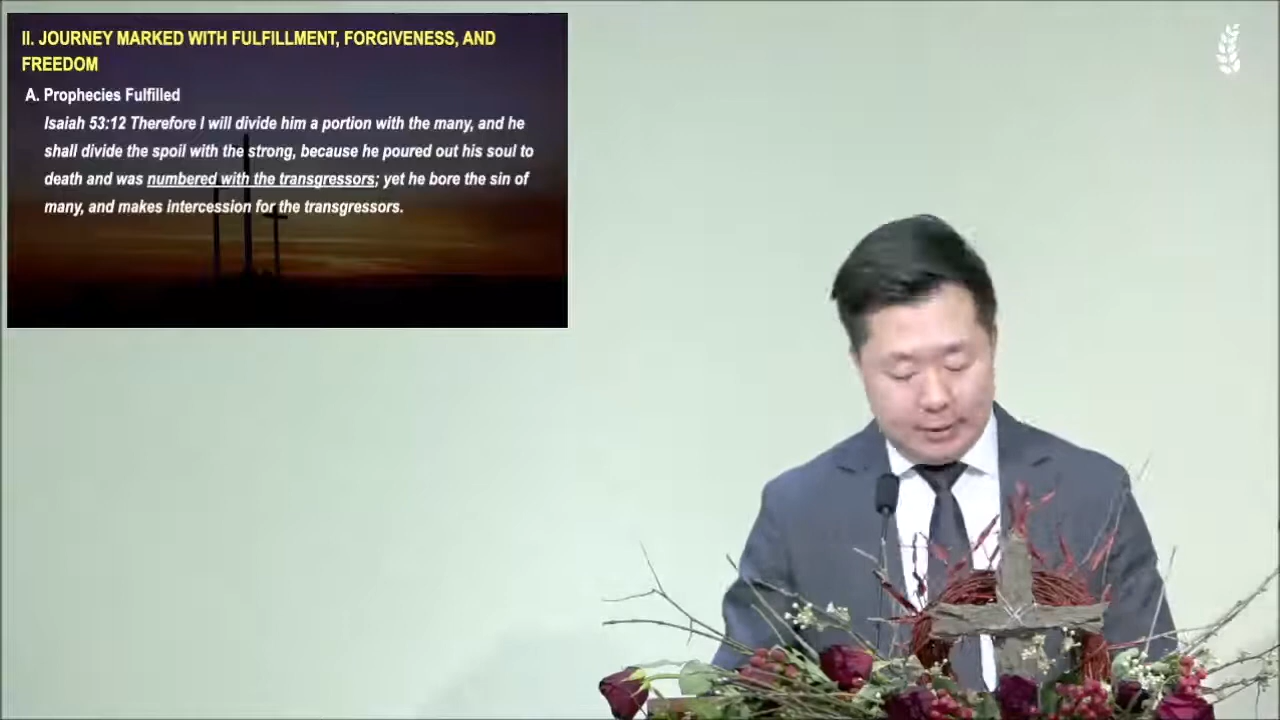 II. JOURNEY MARKED WITH FULFILLMENT, FORGIVENESS, AND
FREEDOM
A. Prophecies Fulfilled
Isaiah 53:12 Therefore I will divide him a portion with the many, and he
shall divide the spoil with the strong, because he poured out his soul to
death and was numbered with the transgressors; yet he bore the sin of
many, and makes intercession for the transgressors.